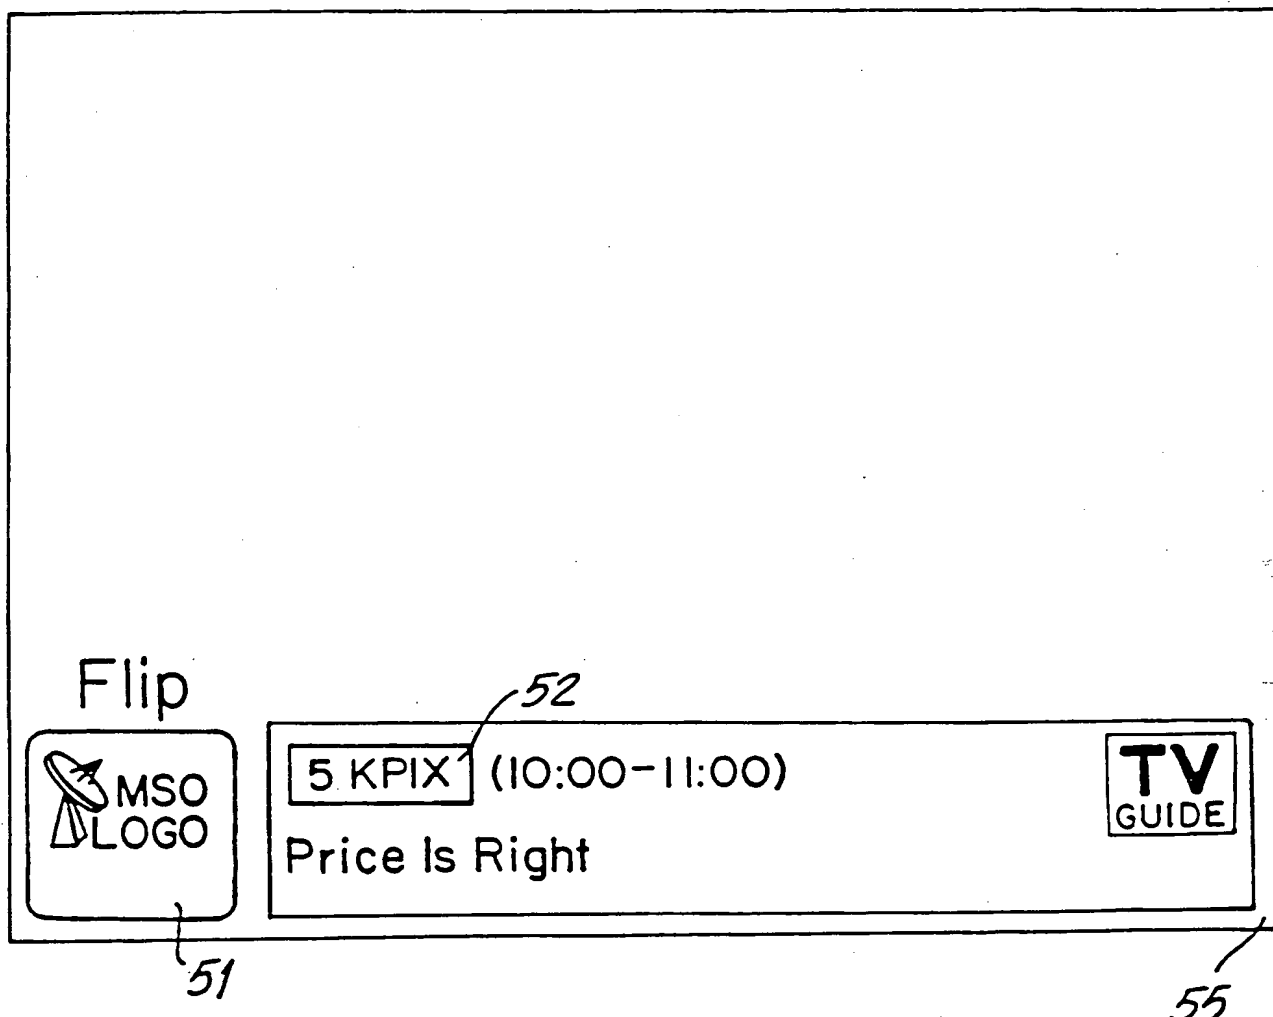 Flip
52
5 KPIX (10:00-11:00)
TV
GUIDE
MSO
LOGO
Price Is Right
51
55